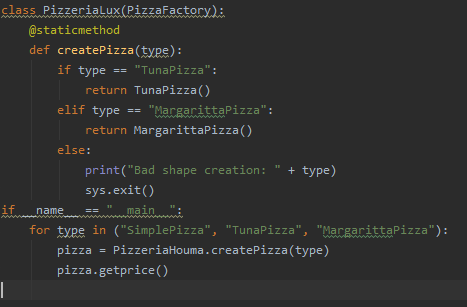 class PizzeriaLux(PizzaFactory):
    @staticmethod
    def createPizza(type):
        if type == "TunaPizza":
            return TunaPizza()
        elif type == "MargarittaPizza":
            return MargarittaPizza()
        else:
            print("Bad shape creation: " + type)
            sys.exit()
if __name__ == "__main__":
    for type in ("SimplePizza", "TunaPizza", "MargarittaPizza"):
        pizza = PizzeriaHouma.createPizza(type)
        pizza.getprice()